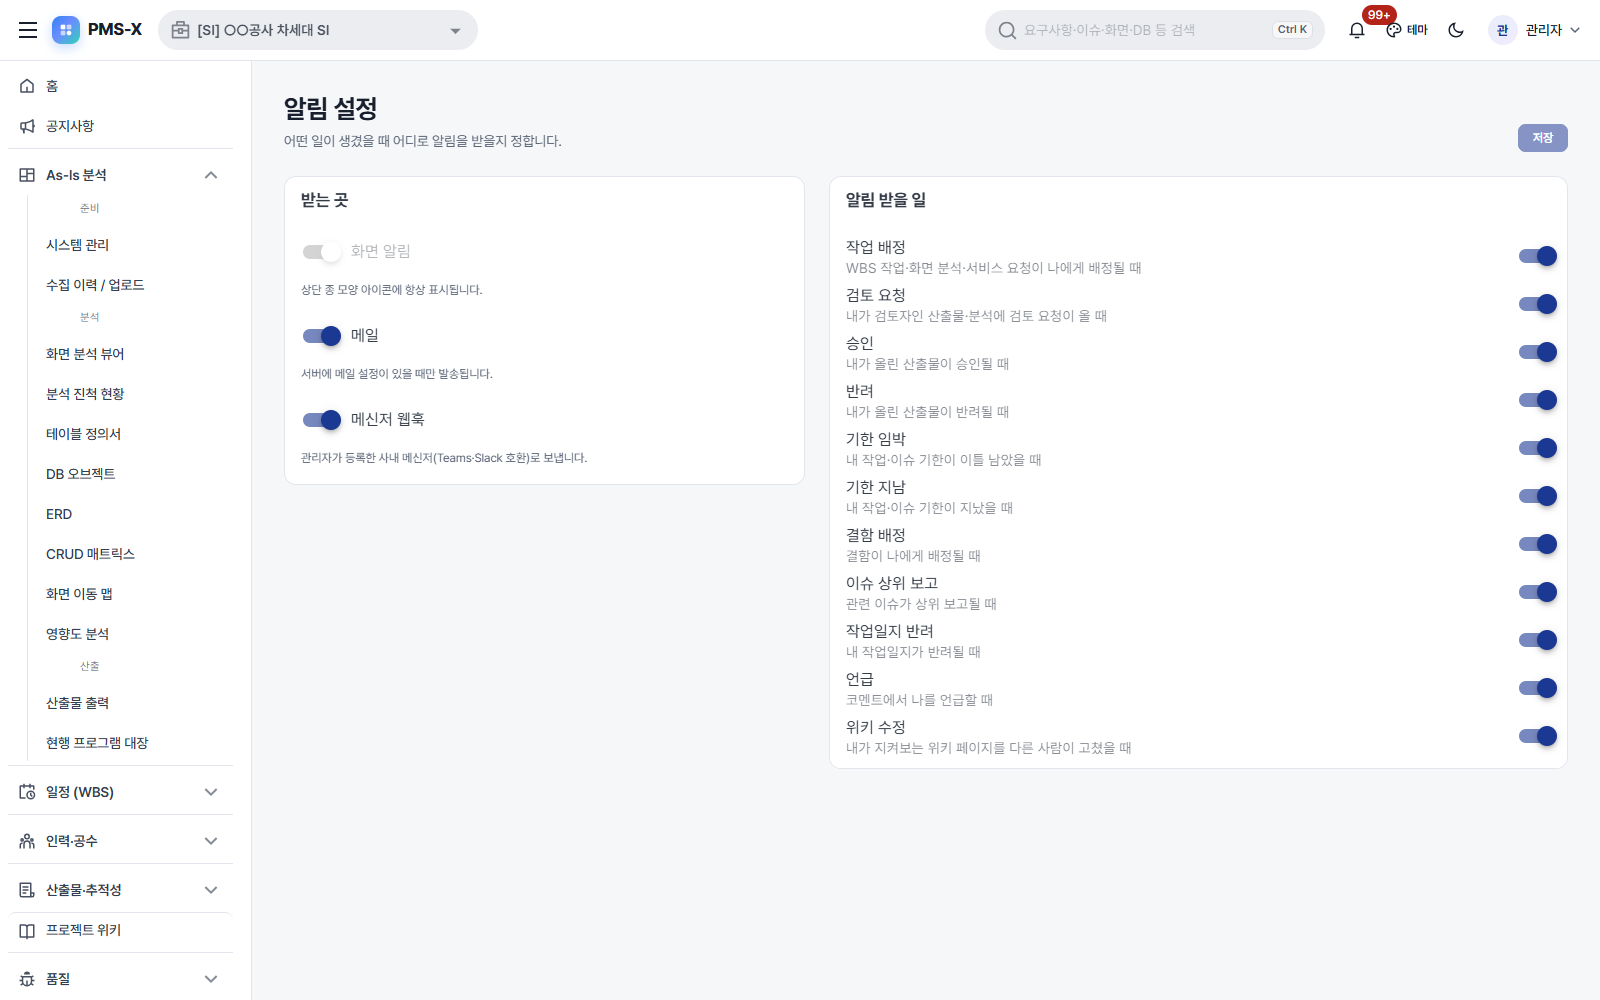 PMS-X
[SI] 〇〇공사 차세대 SI
요구사항·이슈·화면·DB 등 검색
Ctrl K
99+
테마
관
관리자
홈
공지사항
As-Is 분석
준비
시스템 관리
수집 이력 / 업로드
분석
화면 분석 뷰어
분석 진척 현황
테이블 정의서
DB 오브젝트
ERD
CRUD 매트릭스
화면 이동 맵
영향도 분석
산출
산출물 출력
현행 프로그램 대장
일정 (WBS)
인력·공수
산출물·추적성
프로젝트 위키
품질
알림 설정
어떤 일이 생겼을 때 어디로 알림을 받을지 정합니다.
저장
받는 곳
화면 알림
상단 종 모양 아이콘에 항상 표시됩니다.
메일
서버에 메일 설정이 있을 때만 발송됩니다.
메신저 웹훅
관리자가 등록한 사내 메신저(Teams·Slack 호환)로 보냅니다.
알림 받을 일
작업 배정
WBS 작업·화면 분석·서비스 요청이 나에게 배정될 때
검토 요청
내가 검토자인 산출물·분석에 검토 요청이 올 때
승인
내가 올린 산출물이 승인될 때
반려
내가 올린 산출물이 반려될 때
기한 임박
내 작업·이슈 기한이 이틀 남았을 때
기한 지남
내 작업·이슈 기한이 지났을 때
결함 배정
결함이 나에게 배정될 때
이슈 상위 보고
관련 이슈가 상위 보고될 때
작업일지 반려
내 작업일지가 반려될 때
언급
코멘트에서 나를 언급할 때
위키 수정
내가 지켜보는 위키 페이지를 다른 사람이 고쳤을 때